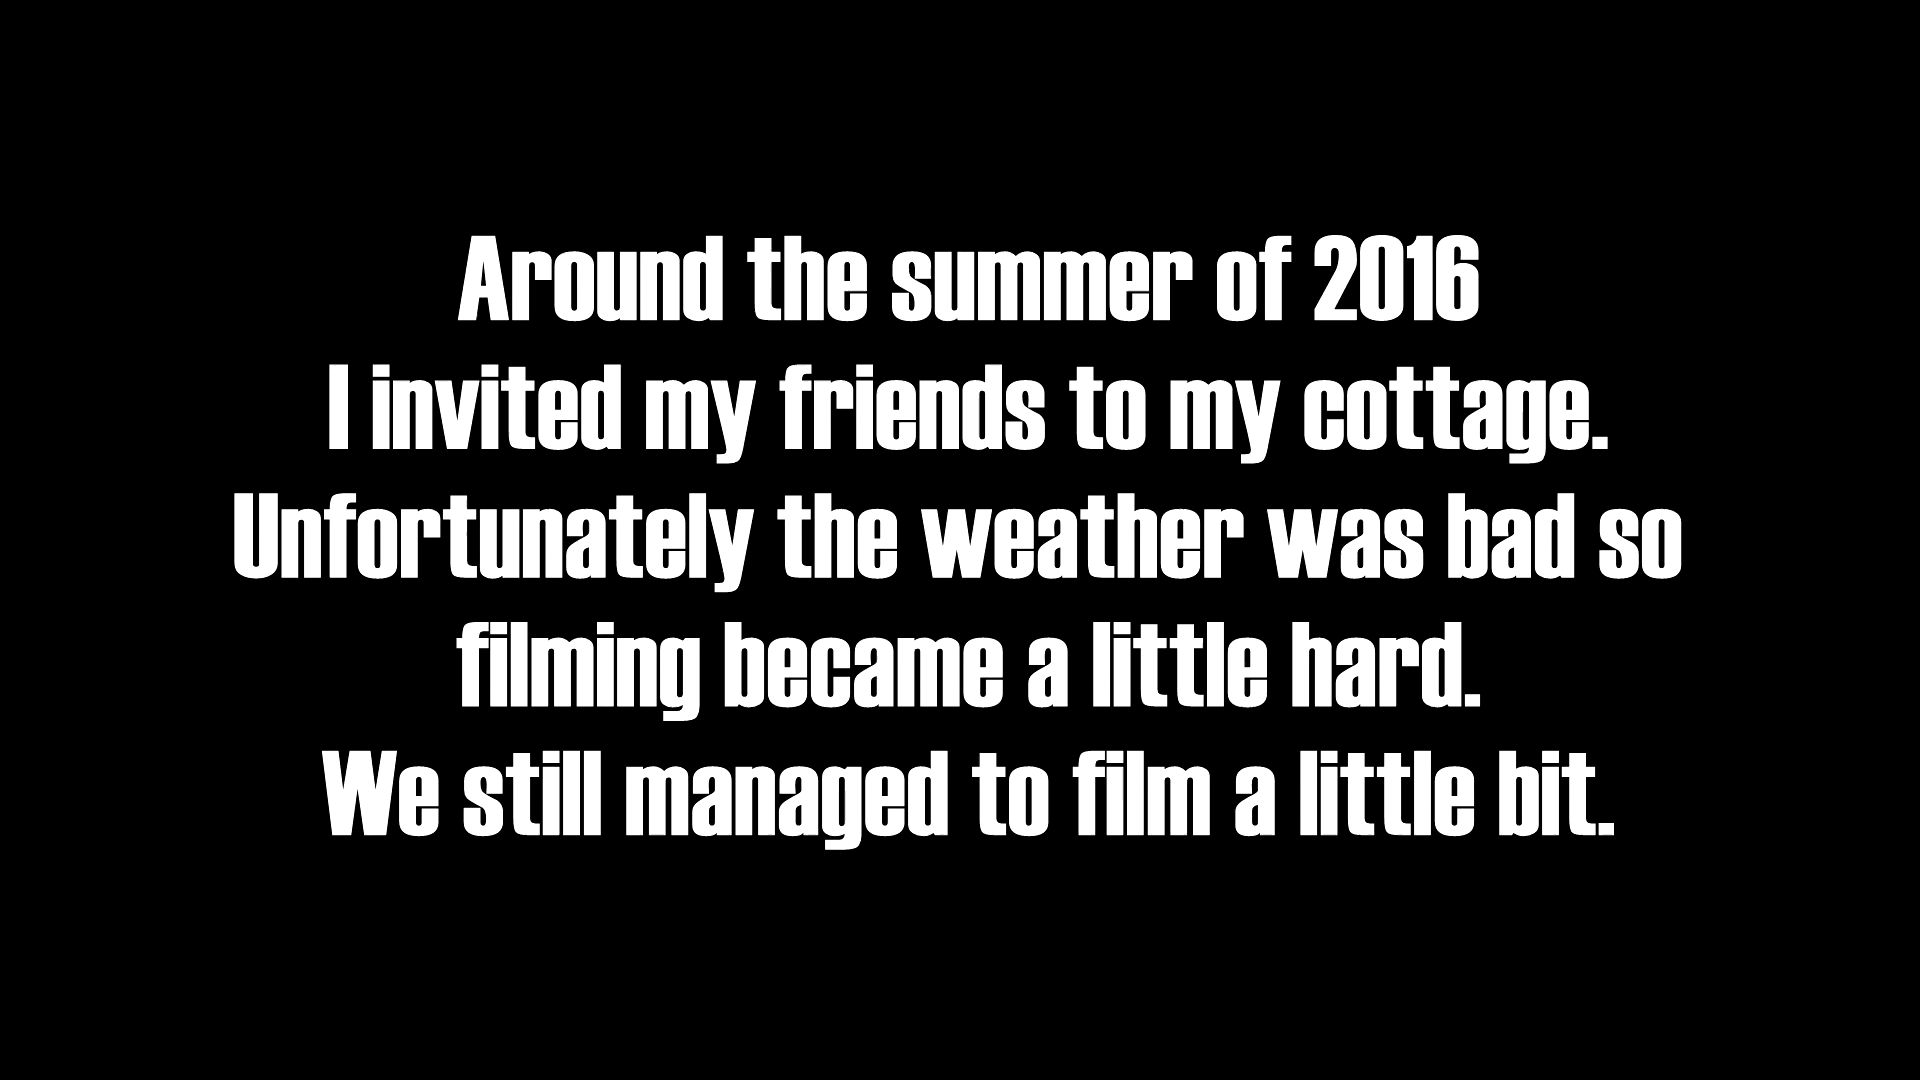 Around the summer of 2016
I invited my friends to my cottage.
Unfortunately the weather was bad so
filming became a little hard.
We still managed to film a little bit.